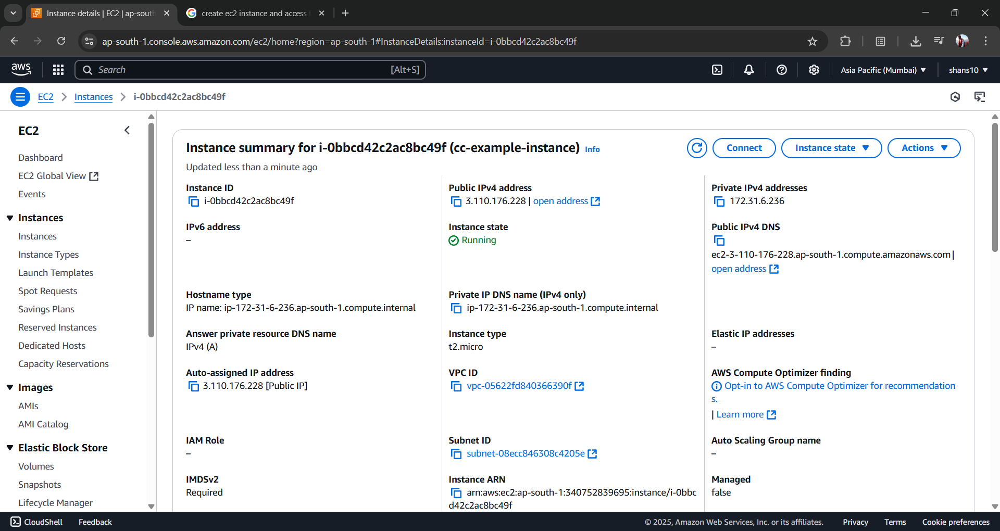 Instance details | EC2 | ap-south
create ec2 instance and access
ap-south-1.console.aws.amazon.com/ec2/home?region=ap-south-1#InstanceDetails:instanceId=i-0bbcd42c2ac8bc49f
aws
Search
[Alt+S]
Asia Pacific (Mumbai)
shans10
EC2
Instances
i-0bbcd42c2ac8bc49f
EC2
Dashboard
EC2 Global View
Events
Instances
Instances
Instance Types
Launch Templates
Spot Requests
Savings Plans
Reserved Instances
Dedicated Hosts
Capacity Reservations
Images
AMIs
AMI Catalog
Elastic Block Store
Volumes
Snapshots
Lifecycle Manager
Instance summary for i-0bbcd42c2ac8bc49f (cc-example-instance) Info
Updated less than a minute ago
Connect
Instance state
Actions
Instance ID
i-0bbcd42c2ac8bc49f
Public IPv4 address
3.110.176.228 | open address
Private IPv4 addresses
172.31.6.236
IPv6 address
–
Instance state
Running
Public IPv4 DNS
ec2-3-110-176-228.ap-south-1.compute.amazonaws.com |
open address
Hostname type
IP name: ip-172-31-6-236.ap-south-1.compute.internal
Private IP DNS name (IPv4 only)
ip-172-31-6-236.ap-south-1.compute.internal
Answer private resource DNS name
IPv4 (A)
Instance type
t2.micro
Elastic IP addresses
–
Auto-assigned IP address
3.110.176.228 [Public IP]
VPC ID
vpc-05622fd840366390f
AWS Compute Optimizer finding
Opt-in to AWS Compute Optimizer for recommendation
s.
| Learn more
IAM Role
–
Subnet ID
subnet-08ecc846308c4205e
Auto Scaling Group name
–
IMDSv2
Required
Instance ARN
arn:aws:ec2:ap-south-1:340752839695:instance/i-0bbc
d42c2ac8bc49f
Managed
false
CloudShell
Feedback
© 2025, Amazon Web Services, Inc. or its affiliates.
Privacy
Terms
Cookie preferences